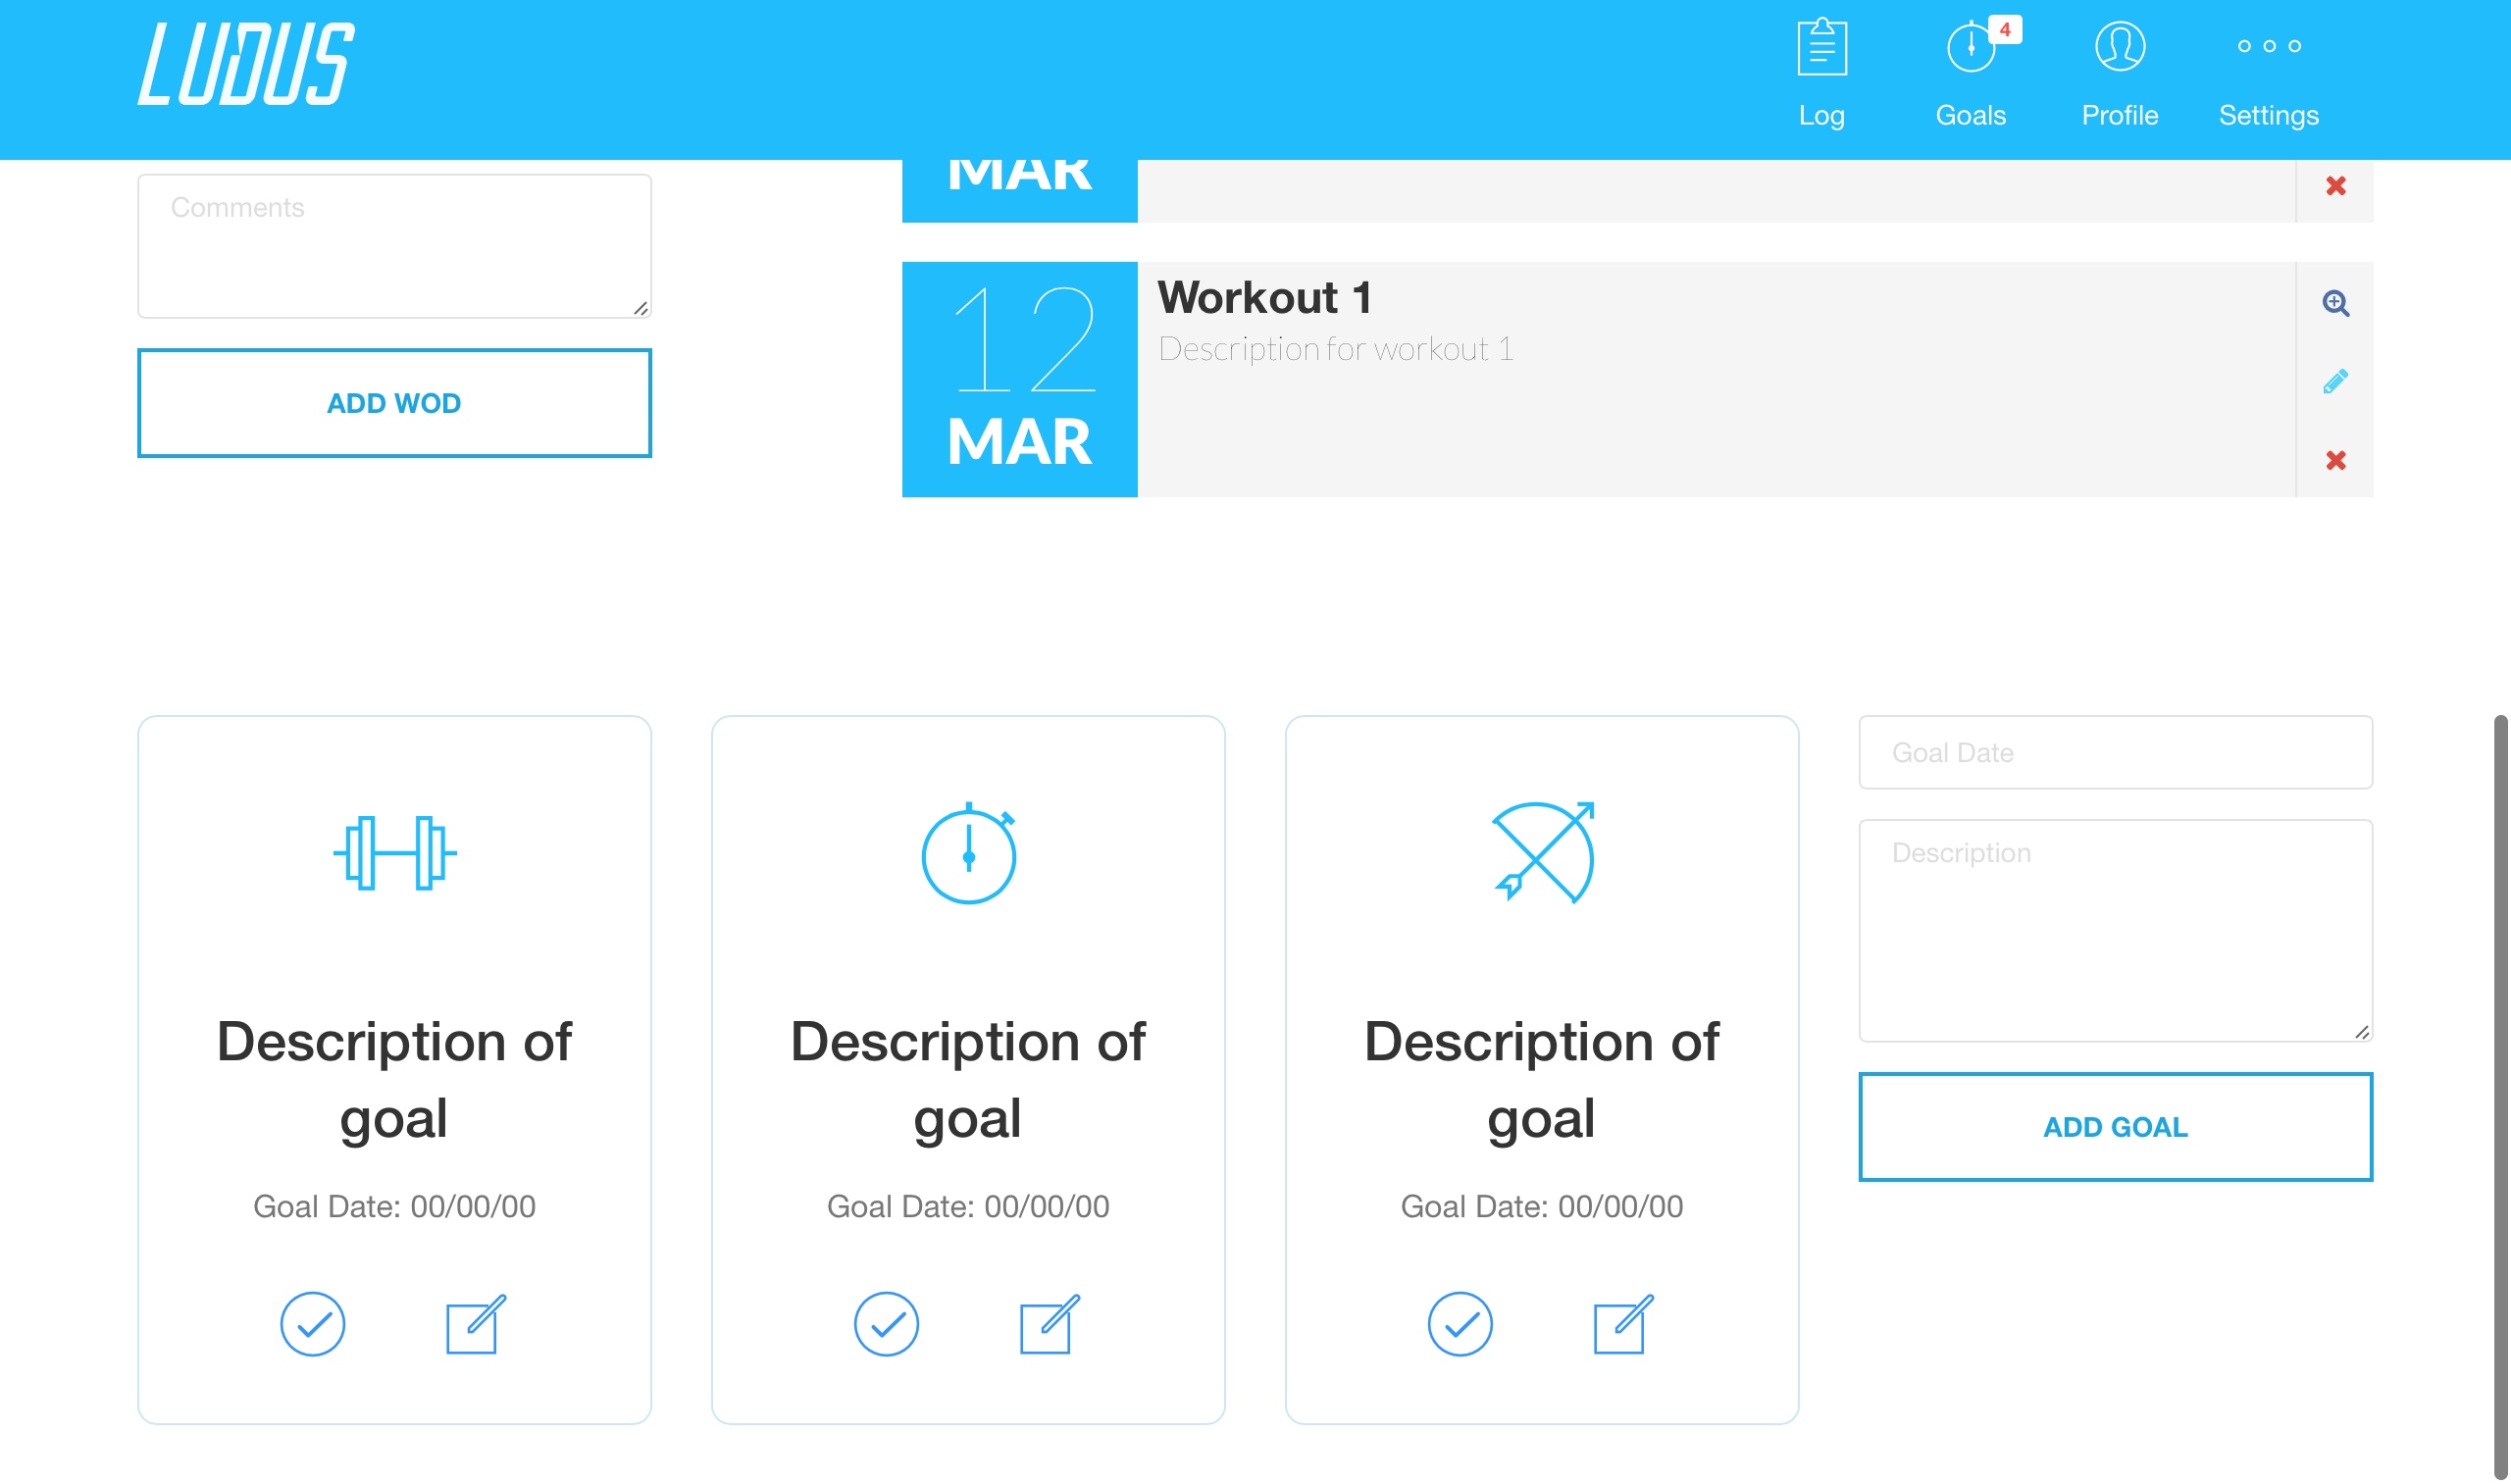 LUDUS
4
Log
Goals
Profile
Settings
MAR
Comments
ADD WOD
12
MAR
Workout 1
Description for workout 1
Description of
goal
Goal Date: 00/00/00
Description of
goal
Goal Date: 00/00/00
Description of
goal
Goal Date: 00/00/00
Goal Date
Description
ADD GOAL